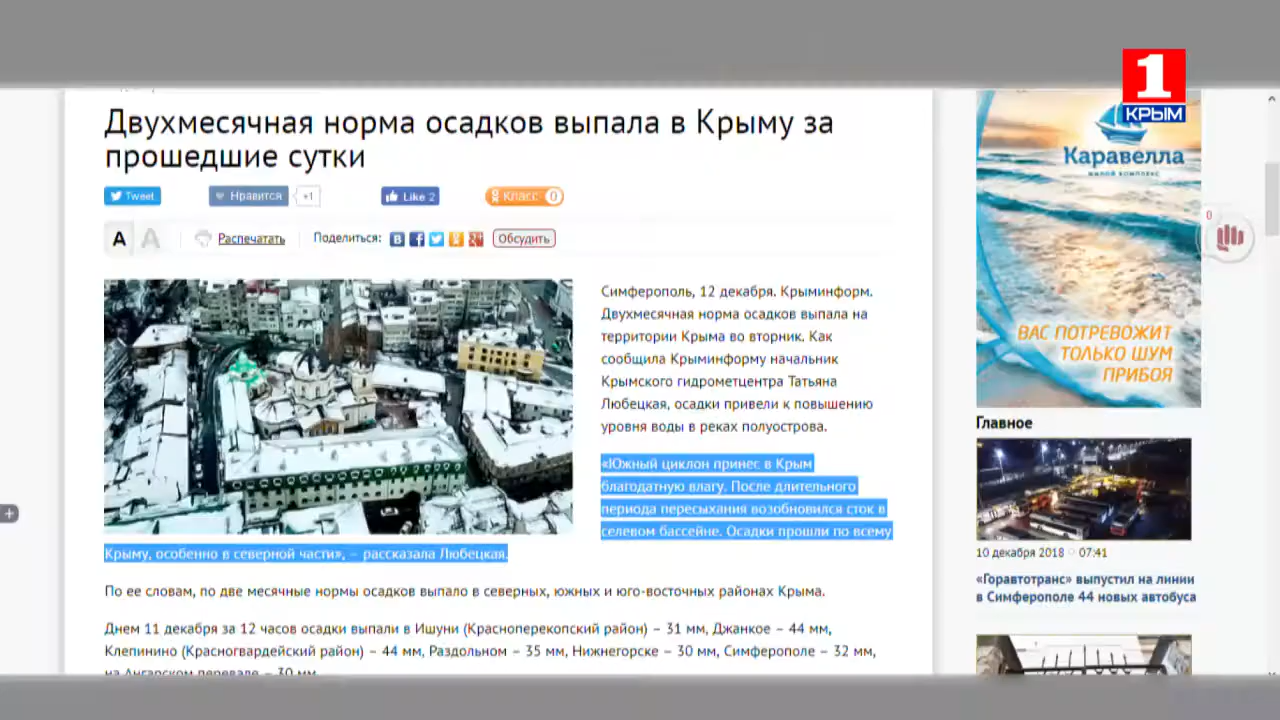 1
КРЫМ
Двухмесячная норма осадков выпала в Крыму за
прошедшие сутки
Tweet
Нравится
+1
Like 2
Класс
0
А А
Распечатать
Поделиться:
Обсудить
Симферополь, 12 декабря. Крыминформ.
Двухмесячная норма осадков выпала на
территории Крыма во вторник. Как
сообщила Крыминформу начальник
Крымского гидрометцентра Татьяна
Любецкая, осадки привели к повышению
уровня воды в реках полуострова.
«Южный циклон принес в Крым
благодатную влагу. После длительного
периода пересыхания возобновился сток в
селевом бассейне. Осадки прошли по всему
Крыму, особенно в северной части», – рассказала Любецкая.
По ее словам, по две месячные нормы осадков выпало в северных, южных и юго-восточных районах Крыма.
Днем 11 декабря за 12 часов осадки выпали в Ишуни (Красноперекопский район) – 31 мм, Джанкое – 44 мм,
Клепинино (Красногвардейский район) – 44 мм, Раздольном – 35 мм, Нижнегорске – 30 мм, Симферополе – 32 мм,
на Ангарском перевале – 30 мм
Каравелла
жилой комплекс
ВАС ПОТРЕВОЖИТ
ТОЛЬКО ШУМ
ПРИБОЯ
0
Главное
10 декабря 2018 07:41
«Горавтотранс» выпустил на линии
в Симферополе 44 новых автобуса